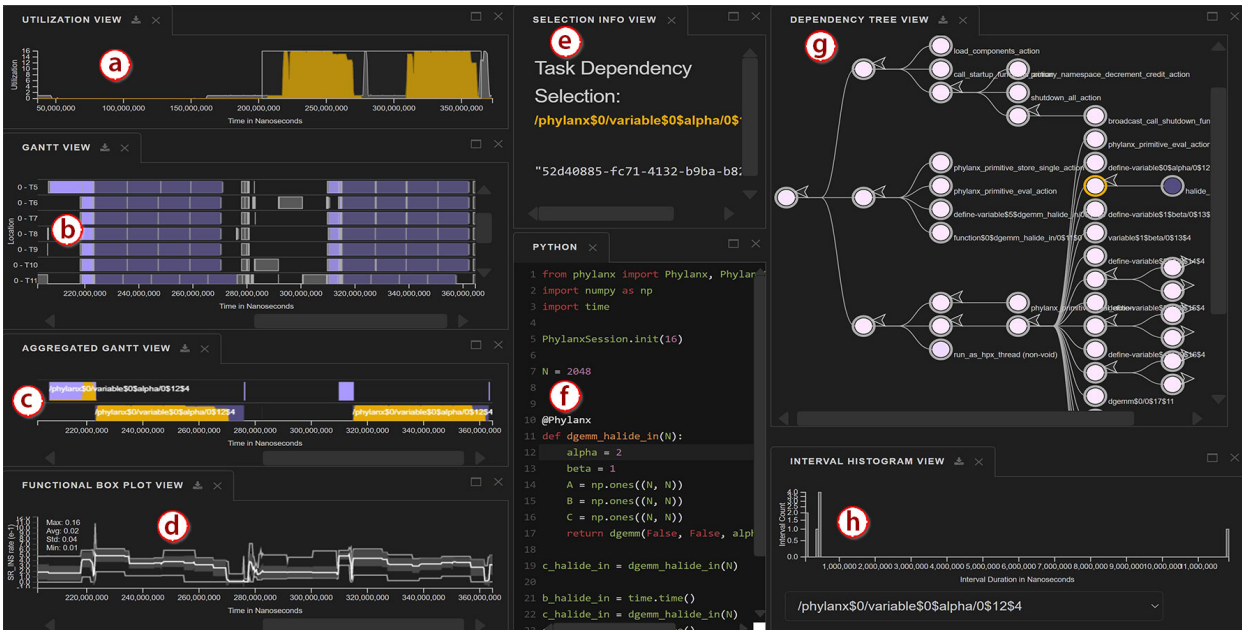 UTILIZATION VIEW
a
Utilization
16
14
12
10
8
6
4
2
0
50,000,000 100,000,000 150,000,000 200,000,000 250,000,000 300,000,000 350,000,000
Time in Nanoseconds
GANTT VIEW
b
Location
0 - T5
0 - T6
0 - T7
0 - T8
0 - T9
0 - T10
0 - T11
220,000,000 240,000,000 260,000,000 280,000,000 300,000,000 320,000,000 340,000,000 360,000,000
Time in Nanoseconds
AGGREGATED GANTT VIEW
c
/phylanx$0/variable$0$alpha/0$12$4
/phylanx$0/variable$0$alpha/0$12$4 /phylanx$0/variable$0$alpha/0$12$4
220,000,000 240,000,000 260,000,000 280,000,000 300,000,000 320,000,000 340,000,000 360,000,000
Time in Nanoseconds
FUNCTIONAL BOX PLOT VIEW
d
Max: 0.16
Avg: 0.02
Std: 0.04
Min: 0.01
SR_INS rate (e-1)
220,000,000 240,000,000 260,000,000 280,000,000 300,000,000 320,000,000 340,000,000 360,000,000
Time in Nanoseconds
SELECTION INFO VIEW
e
Task Dependency
Selection:
/phylanx$0/variable$0$alpha/0$1
"52d40885-fc71-4132-b9ba-b82
PYTHON
f
1 from phylanx import Phylanx, Phylan
2 import numpy as np
3 import time
4
5 PhylanxSession.init(16)
6
7 N = 2048
8
9
10 @Phylanx
11 def dgemm_halide_in(N):
12 alpha = 2
13 beta = 1
14 A = np.ones((N, N))
15 B = np.ones((N, N))
16 C = np.ones((N, N))
17 return dgemm(False, False, alph
18
19 c_halide_in = dgemm_halide_in(N)
20
21 b_halide_in = time.time()
22 c_halide_in = dgemm_halide_in(N)
DEPENDENCY TREE VIEW
g
load_components_action
call_startup_
_namespace_decrement_credit_action
shutdown_all_action
broadcast_call_shutdown_fun
phylanx_primitive_eval_action
phylanx_primitive_store_single_action
define-variable$0$alpha/0$12
phylanx_primitive_eval_action
halide_
define-variable$5$dgemm_halide_in/0
define-variable$1$beta/0$13$
function$0$dgemm_halide_in/0$11$0
variable$1$beta/0$13$4
phylanx_primitive
run_as_hpx_thread (non-void)
dgemm$0/0$17$11
INTERVAL HISTOGRAM VIEW
h
Interval Count
4.0
3.5
3.0
2.5
2.0
1.5
1.0
0.5
0.0
1,000,000 2,000,000 3,000,000 4,000,000 5,000,000 6,000,000 7,000,000 8,000,000 9,000,000 10,000,000 11,000,000
Interval Duration in Nanoseconds
/phylanx$0/variable$0$alpha/0$12$4